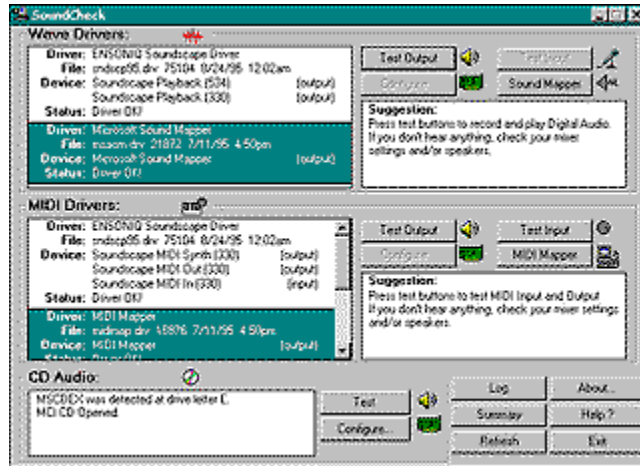 SoundCheck
Wave Drivers:
Driver: ENSONIQ Soundscape Driver
File: sndscp95.drv 75104 8/24/95 12:02am
Device: Soundscape Playback (534) (output)
Soundscape Playback (330) (output)
Status: Driver OK!
Driver: Microsoft Sound Mapper
File: msacm.drv 21872 7/11/95 4:50pm
Device: Microsoft Sound Mapper (output)
Status: Driver OK!
Test Output
Test Input
Configure
Sound Mapper
Suggestion:
Press test buttons to record and play Digital Audio.
If you don't hear anything, check your mixer
settings and/or speakers.
MIDI Drivers:
Driver: ENSONIQ Soundscape Driver
File: sndscp95.drv 75104 8/24/95 12:02am
Device: Soundscape MIDI Synth (330) (output)
Soundscape MIDI Out (330) (output)
Soundscape MIDI In (330) (input)
Status: Driver OK!
Driver: MIDI Mapper
File: midimap.drv 7/11/95 4:50pm
Device: MIDI Mapper (output)
Status: Driver OK!
Test Output
Test Input
Configure
MIDI Mapper
Suggestion:
Press test buttons to test MIDI Input and Output
If you don't hear anything, check your mixer settings
and/or speakers.
CD Audio:
MSCDEX was detected at drive letter E.
MCI CD Opened
Test
Configure...
Log
About...
Summary
Help ?
Refresh
Exit